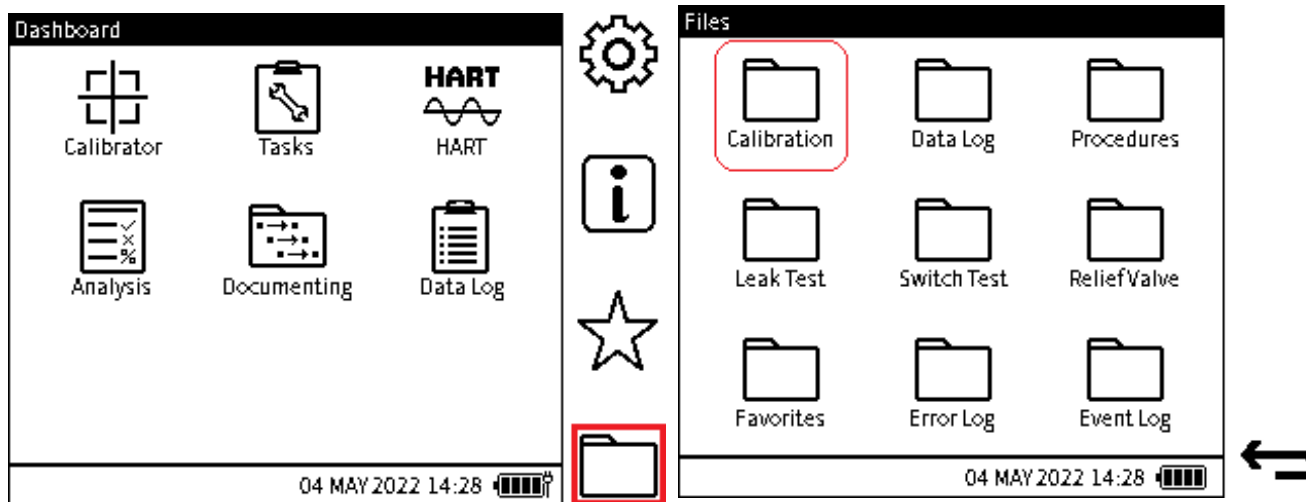 Dashboard
HART
Calibrator Tasks HART
Analysis Documenting Data Log
04 MAY 2022 14:28
i
Files
Calibration Data Log Procedures
Leak Test Switch Test Relief Valve
Favorites Error Log Event Log
04 MAY 2022 14:28